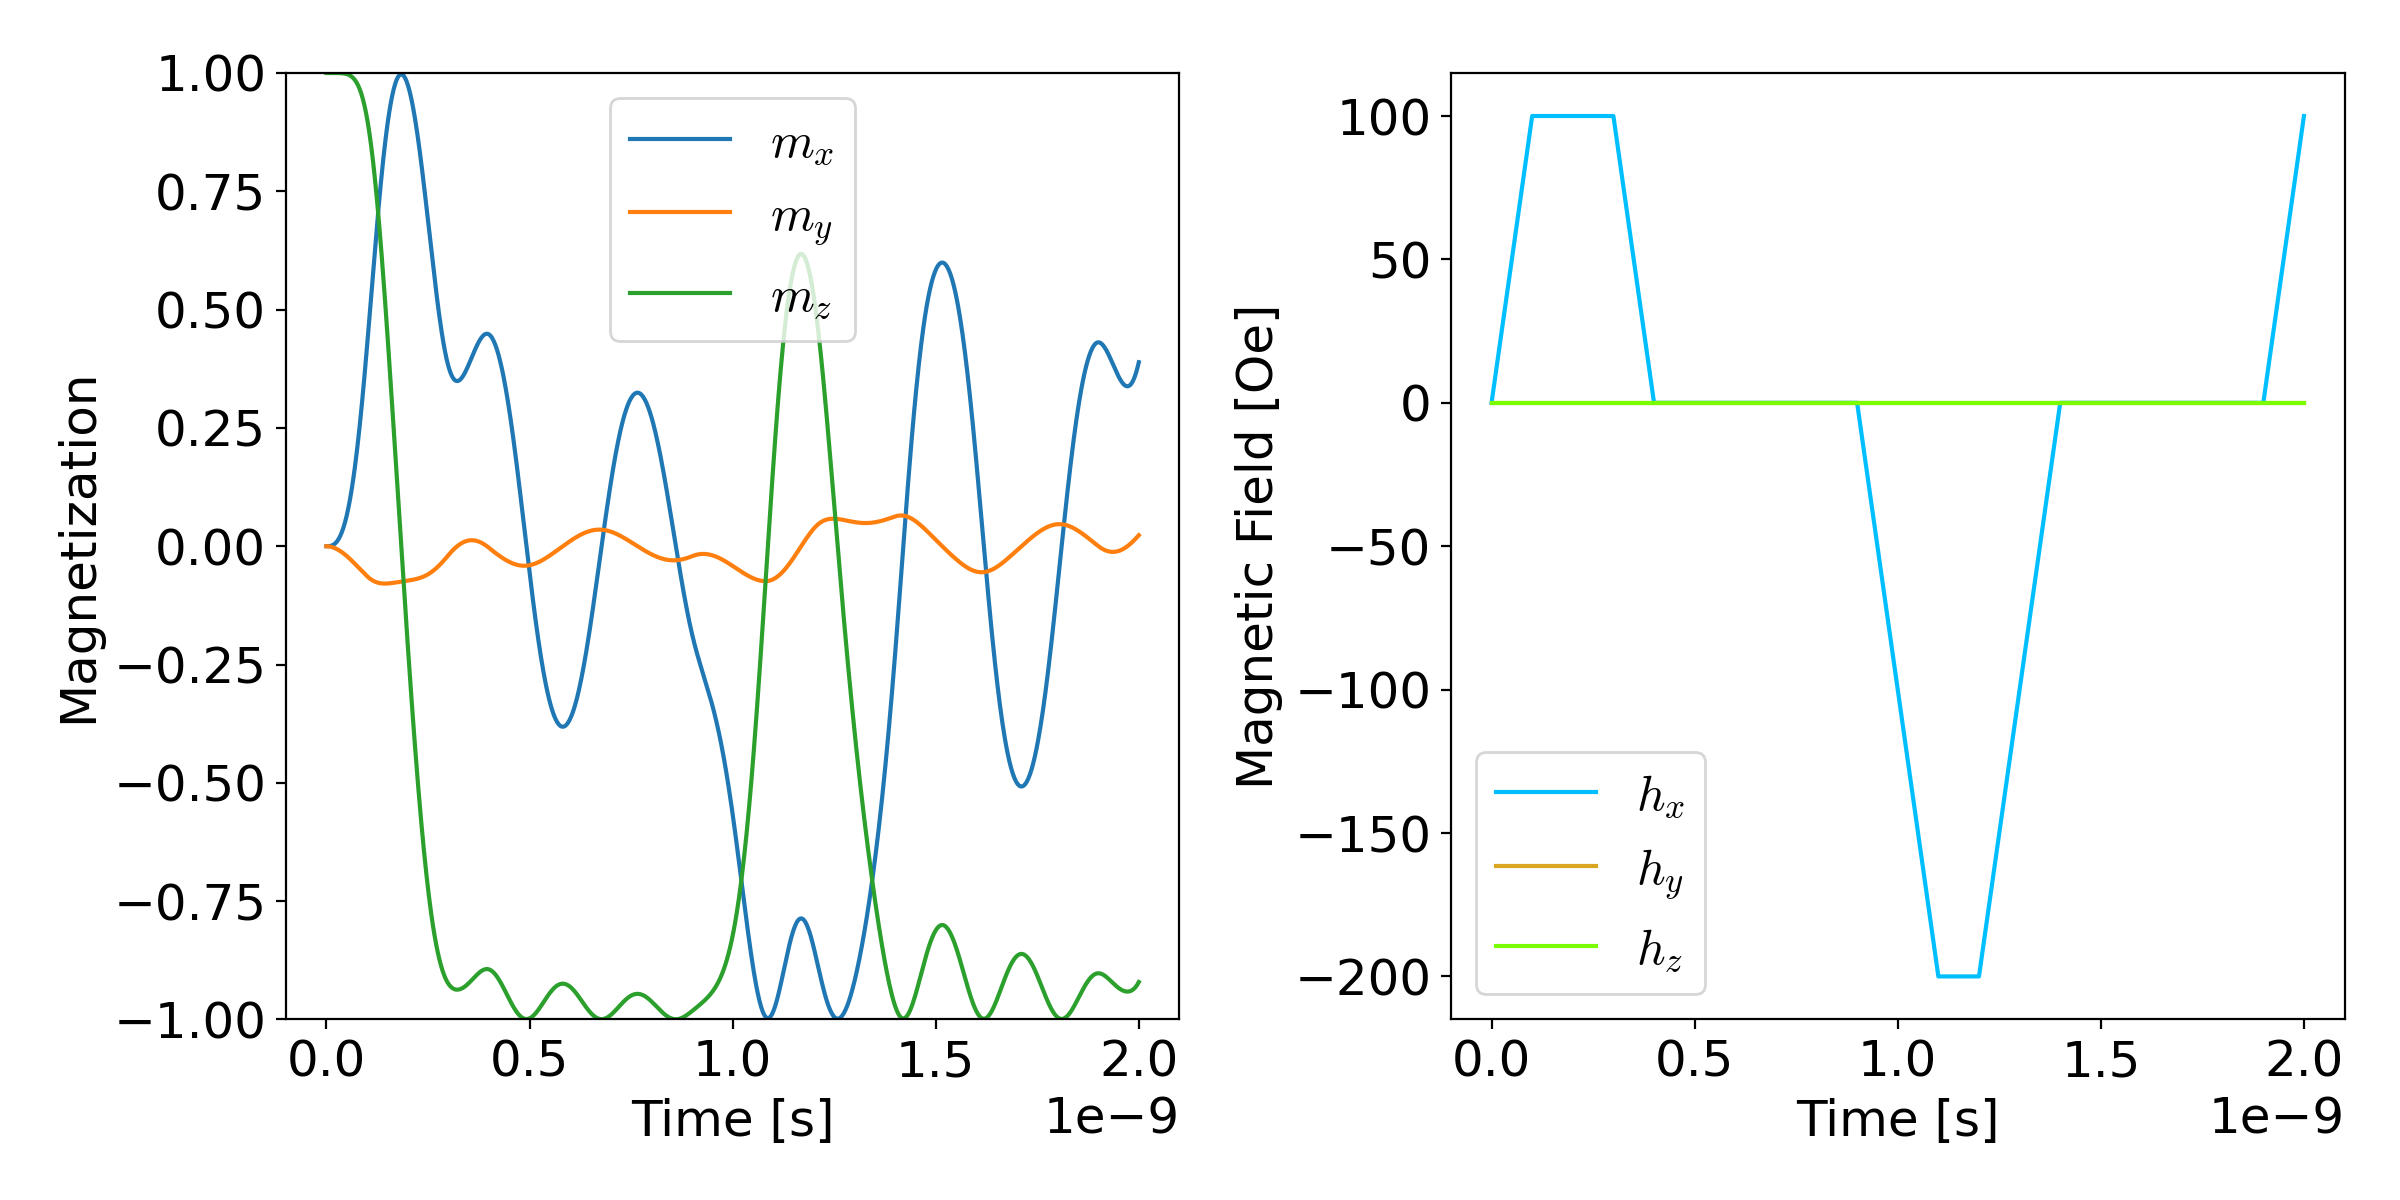 Magnetization
1.00
0.75
0.50
0.25
0.00
−0.25
−0.50
−0.75
−1.00
m_x
m_y
m_z
0.0 0.5 1.0 1.5 2.0
Time [s]
1e−9
Magnetic Field [Oe]
100
50
0
−50
−100
−150
−200
h_x
h_y
h_z
0.0 0.5 1.0 1.5 2.0
Time [s]
1e−9